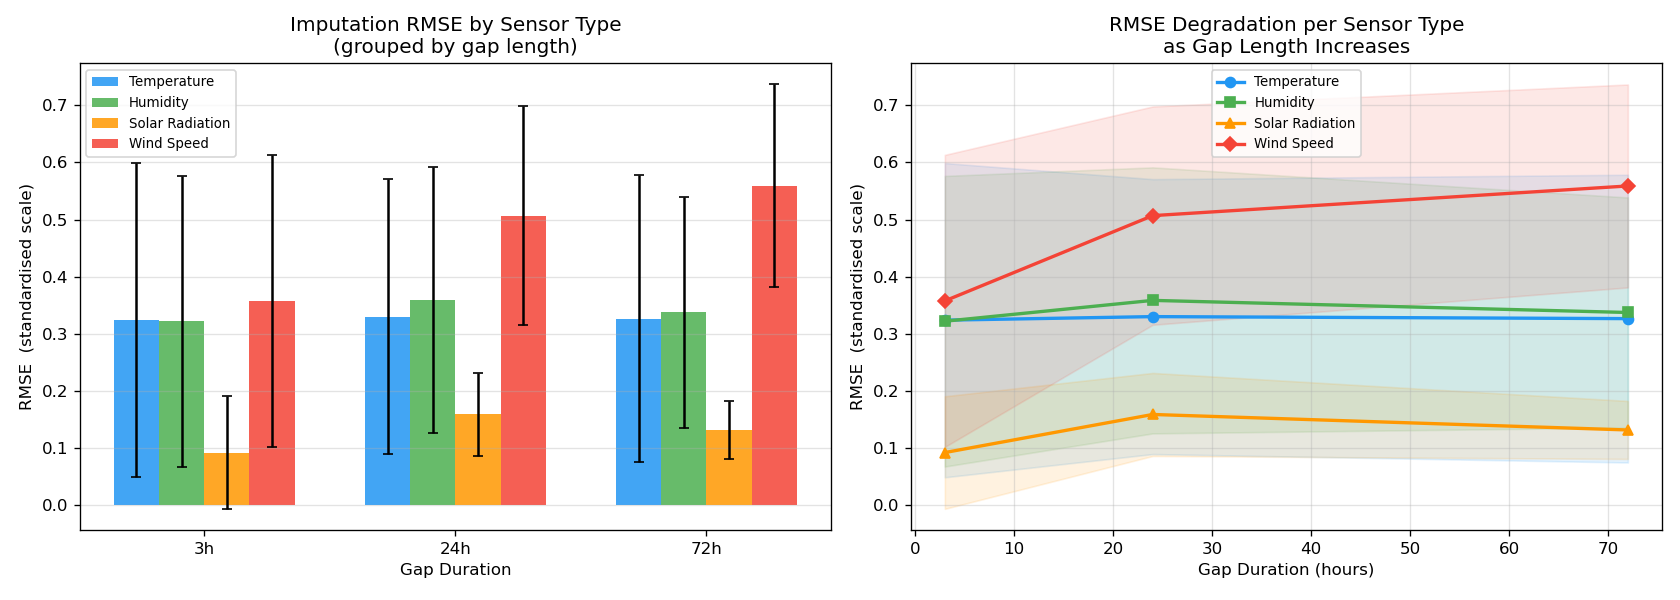 Imputation RMSE by Sensor Type
(grouped by gap length)
Temperature
Humidity
Solar Radiation
Wind Speed
0.7
0.6
0.5
0.4
0.3
0.2
0.1
0.0
RMSE (standardised scale)
3h
24h
72h
Gap Duration
RMSE Degradation per Sensor Type
as Gap Length Increases
Temperature
Humidity
Solar Radiation
Wind Speed
0.7
0.6
0.5
0.4
0.3
0.2
0.1
0.0
RMSE (standardised scale)
0 10 20 30 40 50 60 70
Gap Duration (hours)